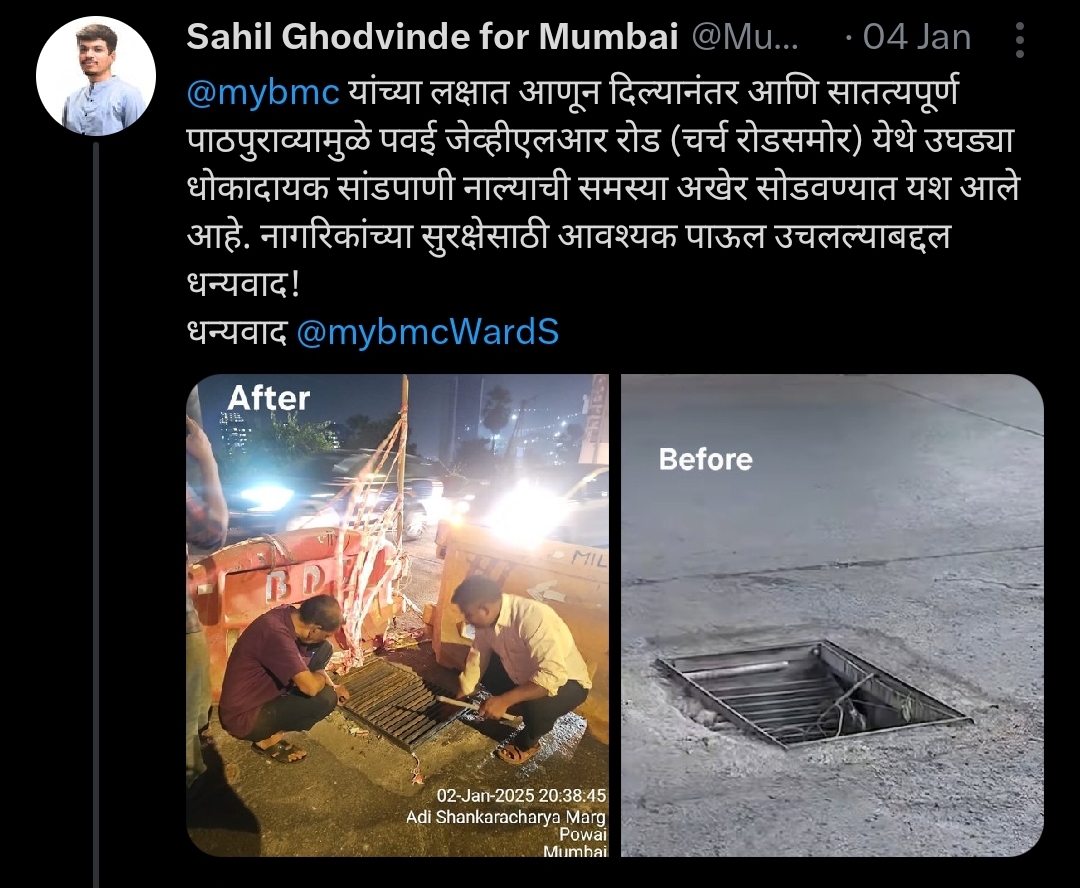 Sahil Ghodvinde for Mumbai @Mu... · 04 Jan
@mybmc यांच्या लक्षात आणून दिल्यानंतर आणि सातत्यपूर्ण
पाठपुराव्यामुळे पवई जेव्हीएलआर रोड (चर्च रोडसमोर) येथे उघड्या
धोकादायक सांडपाणी नाल्याची समस्या अखेर सोडवण्यात यश आले
आहे. नागरिकांच्या सुरक्षेसाठी आवश्यक पाऊल उचलल्याबद्दल
धन्यवाद!
धन्यवाद @mybmcWardS
After
Before
MIL
02-Jan-2025 20:38:45
Adi Shankaracharya Marg
Powai
Mumbai